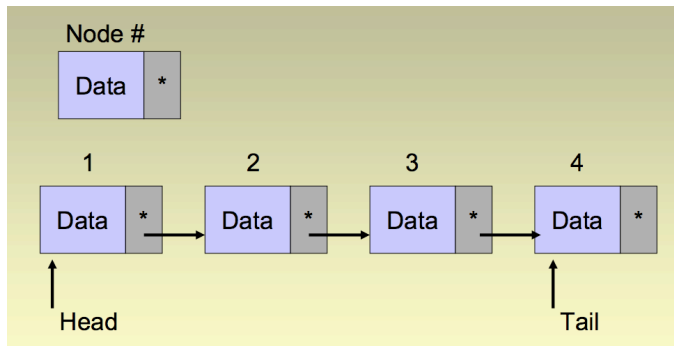 Node #
Data *
1 2 3 4
Data * Data * Data * Data *
Head Tail